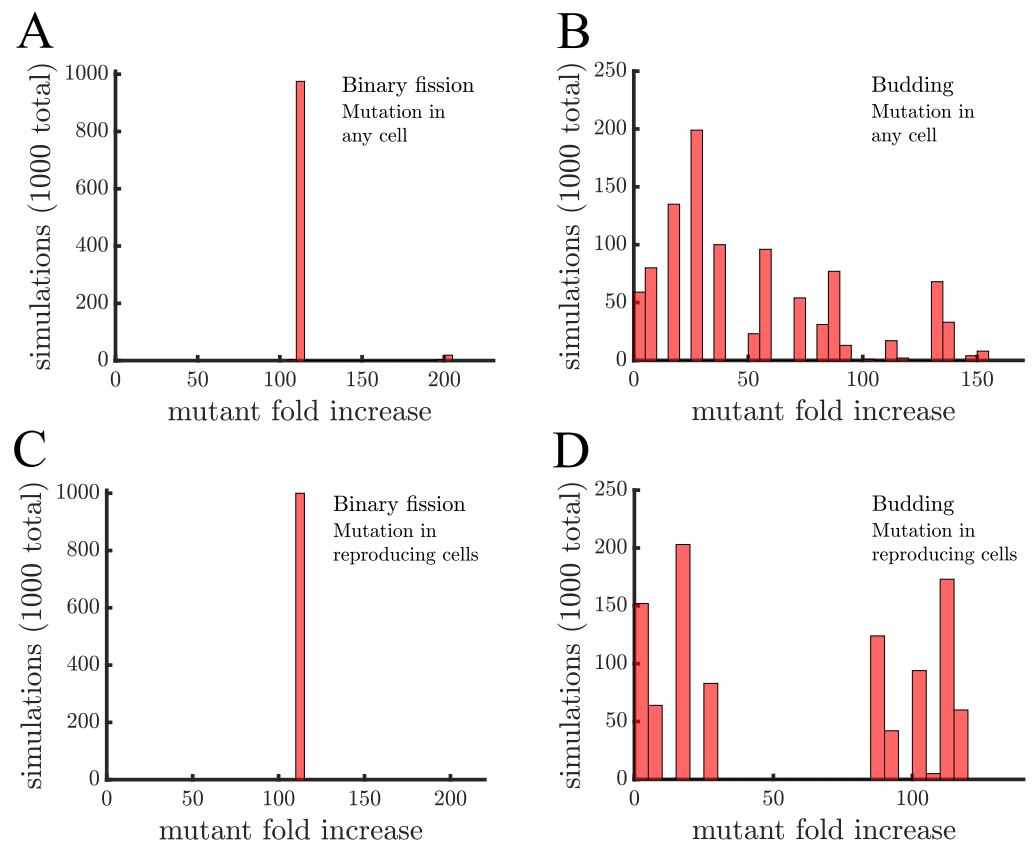 A
simulations (1000 total)
1000
800
600
400
200
0
0 50 100 150 200
mutant fold increase
Binary fission
Mutation in
any cell
B
simulations (1000 total)
250
200
150
100
50
0
0 50 100 150
mutant fold increase
Budding
Mutation in
any cell
C
simulations (1000 total)
1000
800
600
400
200
0
0 50 100 150 200
mutant fold increase
Binary fission
Mutation in
reproducing cells
D
simulations (1000 total)
250
200
150
100
50
0
0 50 100
mutant fold increase
Budding
Mutation in
reproducing cells